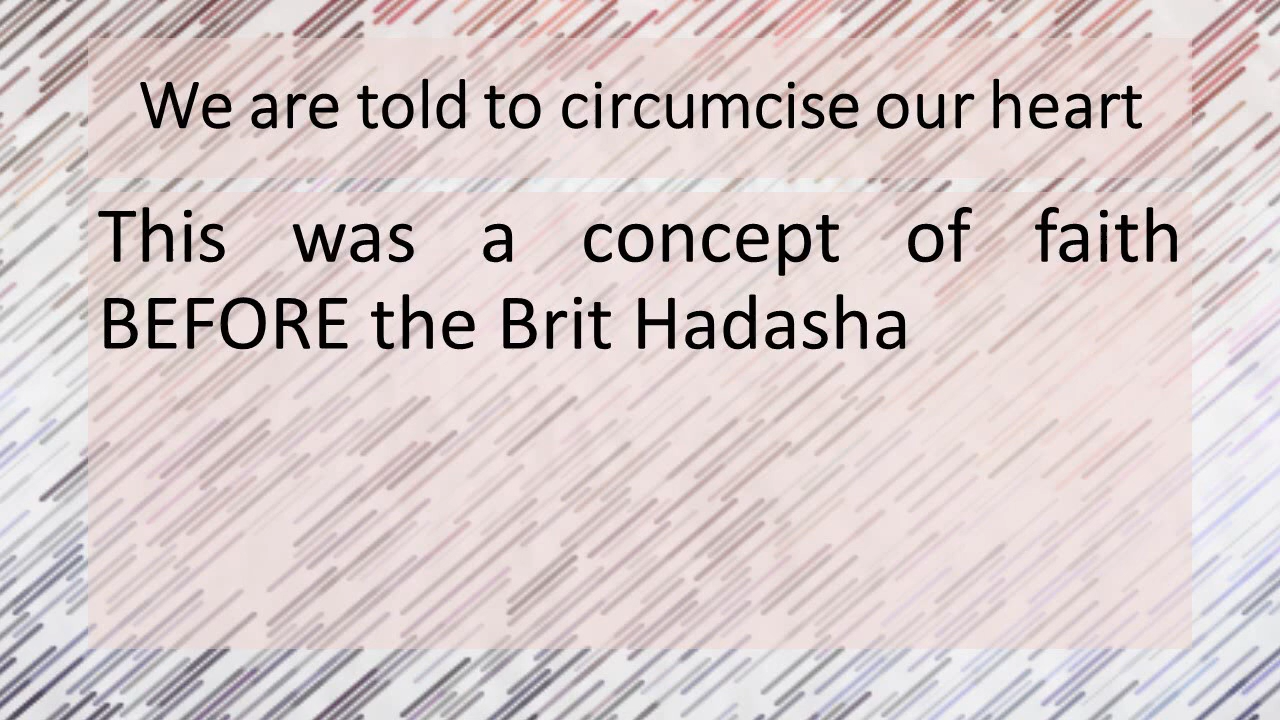 We are told to circumcise our heart
This was a concept of faith
BEFORE the Brit Hadasha